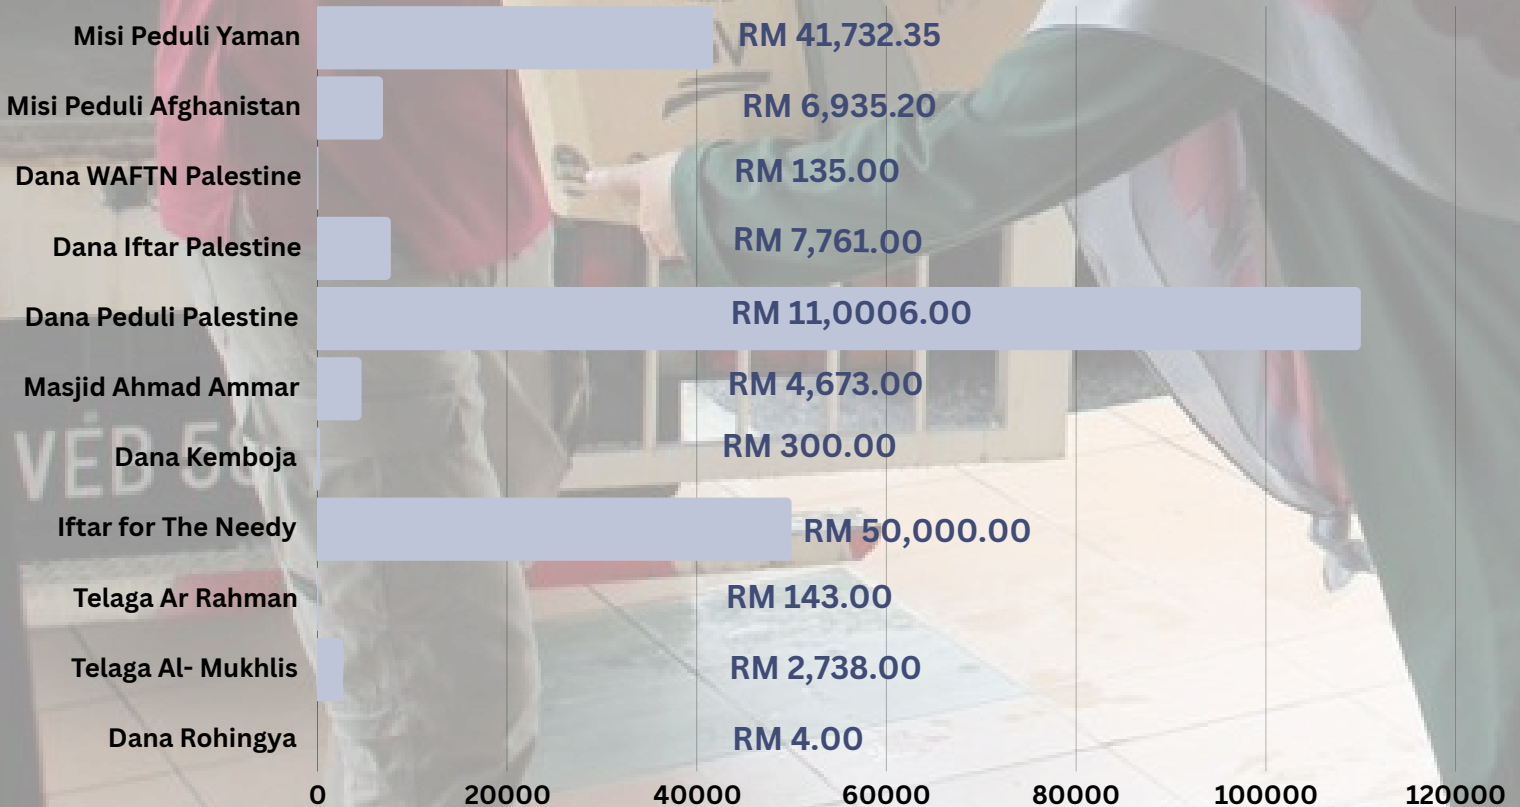 Misi Peduli Yaman RM 41,732.35
Misi Peduli Afghanistan RM 6,935.20
Dana WAFTN Palestine RM 135.00
Dana Iftar Palestine RM 7,761.00
Dana Peduli Palestine RM 11,0006.00
Masjid Ahmad Ammar RM 4,673.00
VEB 58
Dana Kemboja RM 300.00
Iftar for The Needy RM 50,000.00
Telaga Ar Rahman RM 143.00
Telaga Al- Mukhlis RM 2,738.00
Dana Rohingya RM 4.00
0 20000 40000 60000 80000 100000 120000